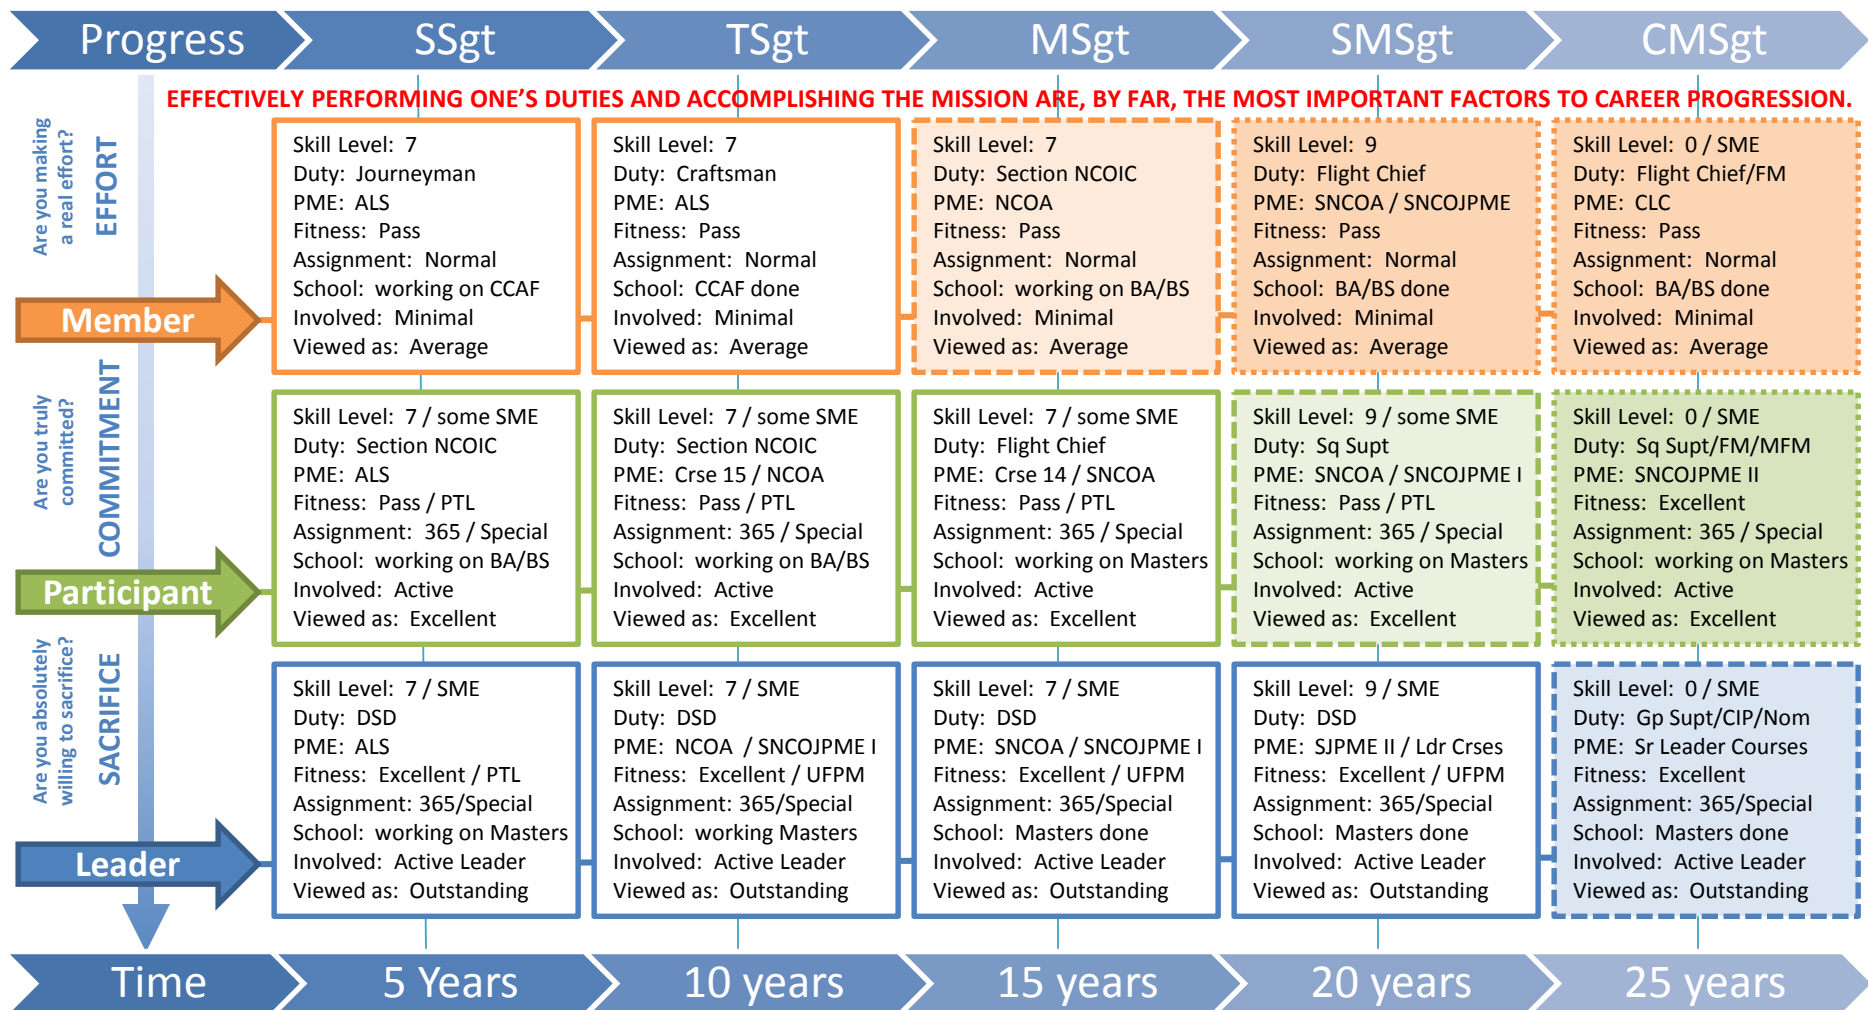 Progress
SSgt
TSgt
MSgt
SMSgt
CMSgt
EFFECTIVELY PERFORMING ONE'S DUTIES AND ACCOMPLISHING THE MISSION ARE, BY FAR, THE MOST IMPORTANT FACTORS TO CAREER PROGRESSION.
Are you making
a real effort?
EFFORT
Member
Skill Level: 7
Duty: Journeyman
PME: ALS
Fitness: Pass
Assignment: Normal
School: working on CCAF
Involved: Minimal
Viewed as: Average
Skill Level: 7
Duty: Craftsman
PME: ALS
Fitness: Pass
Assignment: Normal
School: CCAF done
Involved: Minimal
Viewed as: Average
Skill Level: 7
Duty: Section NCOIC
PME: NCOA
Fitness: Pass
Assignment: Normal
School: working on BA/BS
Involved: Minimal
Viewed as: Average
Skill Level: 9
Duty: Flight Chief
PME: SNCOA / SNCOJPME
Fitness: Pass
Assignment: Normal
School: BA/BS done
Involved: Minimal
Viewed as: Average
Skill Level: 0 / SME
Duty: Flight Chief/FM
PME: CLC
Fitness: Pass
Assignment: Normal
School: BA/BS done
Involved: Minimal
Viewed as: Average
Are you truly
committed?
COMMITMENT
Participant
Skill Level: 7 / some SME
Duty: Section NCOIC
PME: ALS
Fitness: Pass / PTL
Assignment: 365 / Special
School: working on BA/BS
Involved: Active
Viewed as: Excellent
Skill Level: 7 / some SME
Duty: Section NCOIC
PME: Crse 15 / NCOA
Fitness: Pass / PTL
Assignment: 365 / Special
School: working on BA/BS
Involved: Active
Viewed as: Excellent
Skill Level: 7 / some SME
Duty: Flight Chief
PME: Crse 14 / SNCOA
Fitness: Pass / PTL
Assignment: 365 / Special
School: working on Masters
Involved: Active
Viewed as: Excellent
Skill Level: 9 / some SME
Duty: Sq Supt
PME: SNCOA / SNCOJPME I
Fitness: Pass / PTL
Assignment: 365 / Special
School: working on Masters
Involved: Active
Viewed as: Excellent
Skill Level: 0 / SME
Duty: Sq Supt/FM/MFM
PME: SNCOJPME II
Fitness: Excellent
Assignment: 365 / Special
School: working on Masters
Involved: Active
Viewed as: Excellent
Are you absolutely
willing to sacrifice?
SACRIFICE
Leader
Skill Level: 7 / SME
Duty: DSD
PME: ALS
Fitness: Excellent / PTL
Assignment: 365/Special
School: working on Masters
Involved: Active Leader
Viewed as: Outstanding
Skill Level: 7 / SME
Duty: DSD
PME: NCOA / SNCOJPME I
Fitness: Excellent / UFPM
Assignment: 365/Special
School: working Masters
Involved: Active Leader
Viewed as: Outstanding
Skill Level: 7 / SME
Duty: DSD
PME: SNCOA / SNCOJPME I
Fitness: Excellent / UFPM
Assignment: 365/Special
School: Masters done
Involved: Active Leader
Viewed as: Outstanding
Skill Level: 9 / SME
Duty: DSD
PME: SJPME II / Ldr Crses
Fitness: Excellent / UFPM
Assignment: 365/Special
School: Masters done
Involved: Active Leader
Viewed as: Outstanding
Skill Level: 0 / SME
Duty: Gp Supt/CIP/Nom
PME: Sr Leader Courses
Fitness: Excellent
Assignment: 365/Special
School: Masters done
Involved: Active Leader
Viewed as: Outstanding
Time
5 Years
10 years
15 years
20 years
25 years